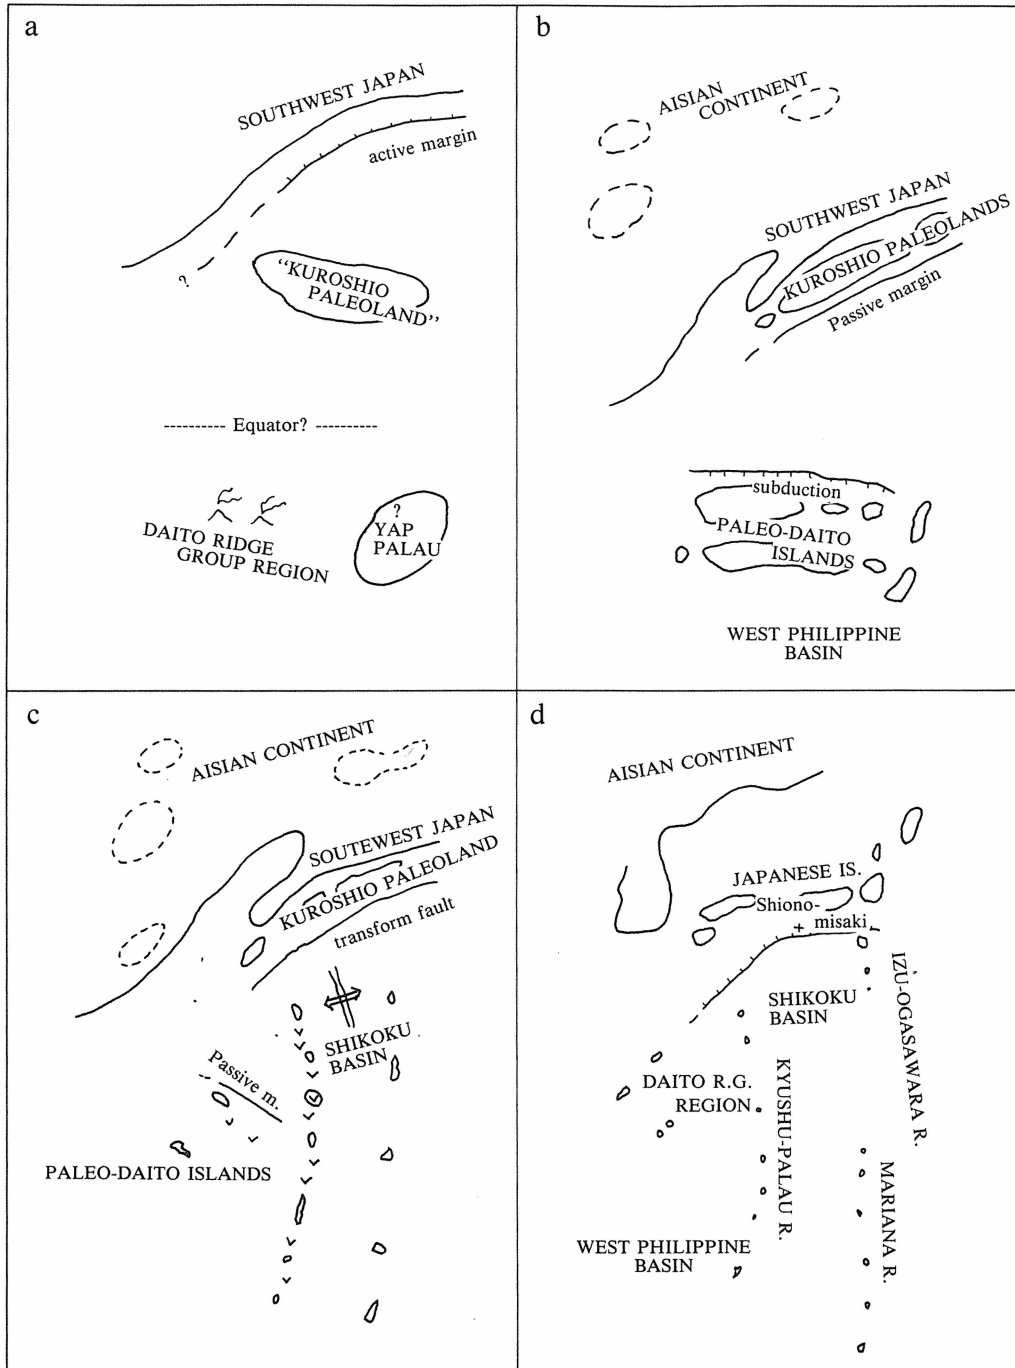 a
SOUTHWEST JAPAN
active margin
?
“KUROSHIO
PALEOLAND”
---------- Equator? ----------
DAITO RIDGE
GROUP REGION
?
YAP
PALAU
b
AISIAN
CONTINENT
SOUTHWEST JAPAN
KUROSHIO PALEOLANDS
Passive margin
subduction
PALEO-DAITO
ISLANDS
WEST PHILIPPINE
BASIN
c
AISIAN CONTINENT
SOUTEWEST JAPAN
KUROSHIO PALEOLAND
transform fault
SHIKOKU
BASIN
Passive m.
PALEO-DAITO ISLANDS
d
AISIAN CONTINENT
JAPANESE IS.
Shiono-
misaki
IZU-OGASAWARA R.
SHIKOKU
BASIN
DAITO R.G.
REGION
KYUSHU-PALAU R.
MARIANA R.
WEST PHILIPPINE
BASIN